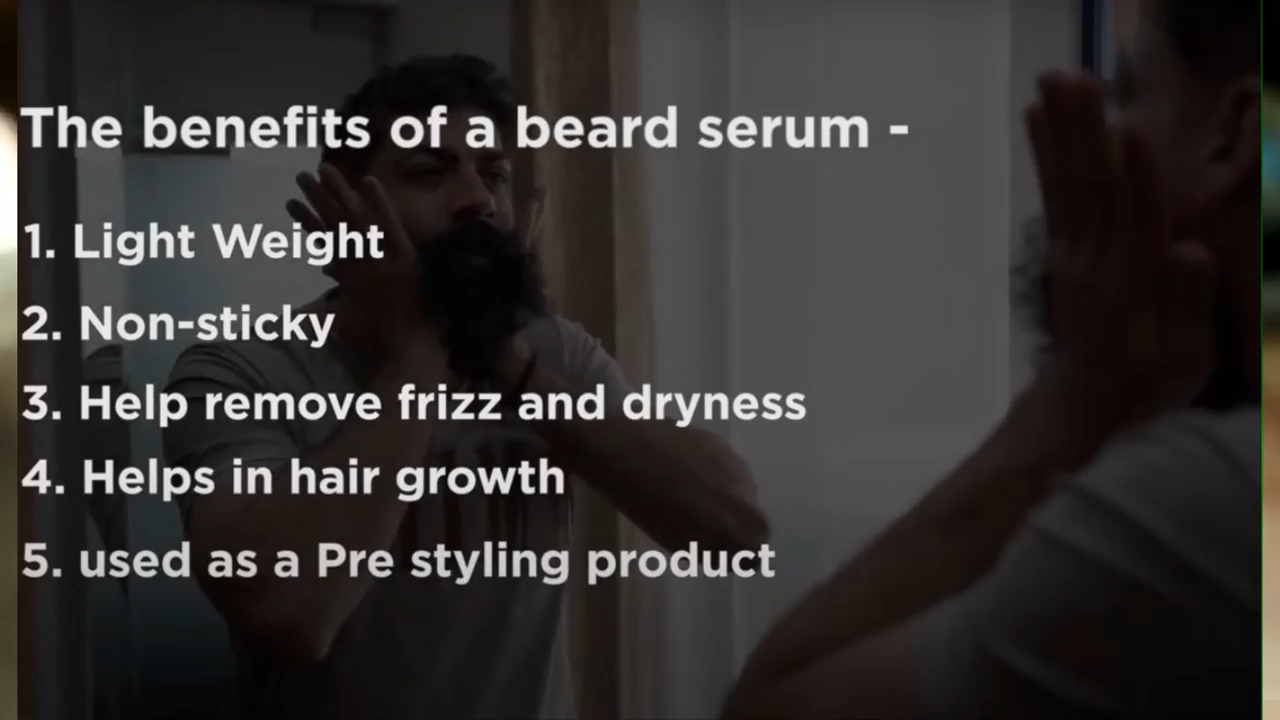 The benefits of a beard serum -
1. Light Weight
2. Non-sticky
3. Help remove frizz and dryness
4. Helps in hair growth
5. used as a Pre styling product